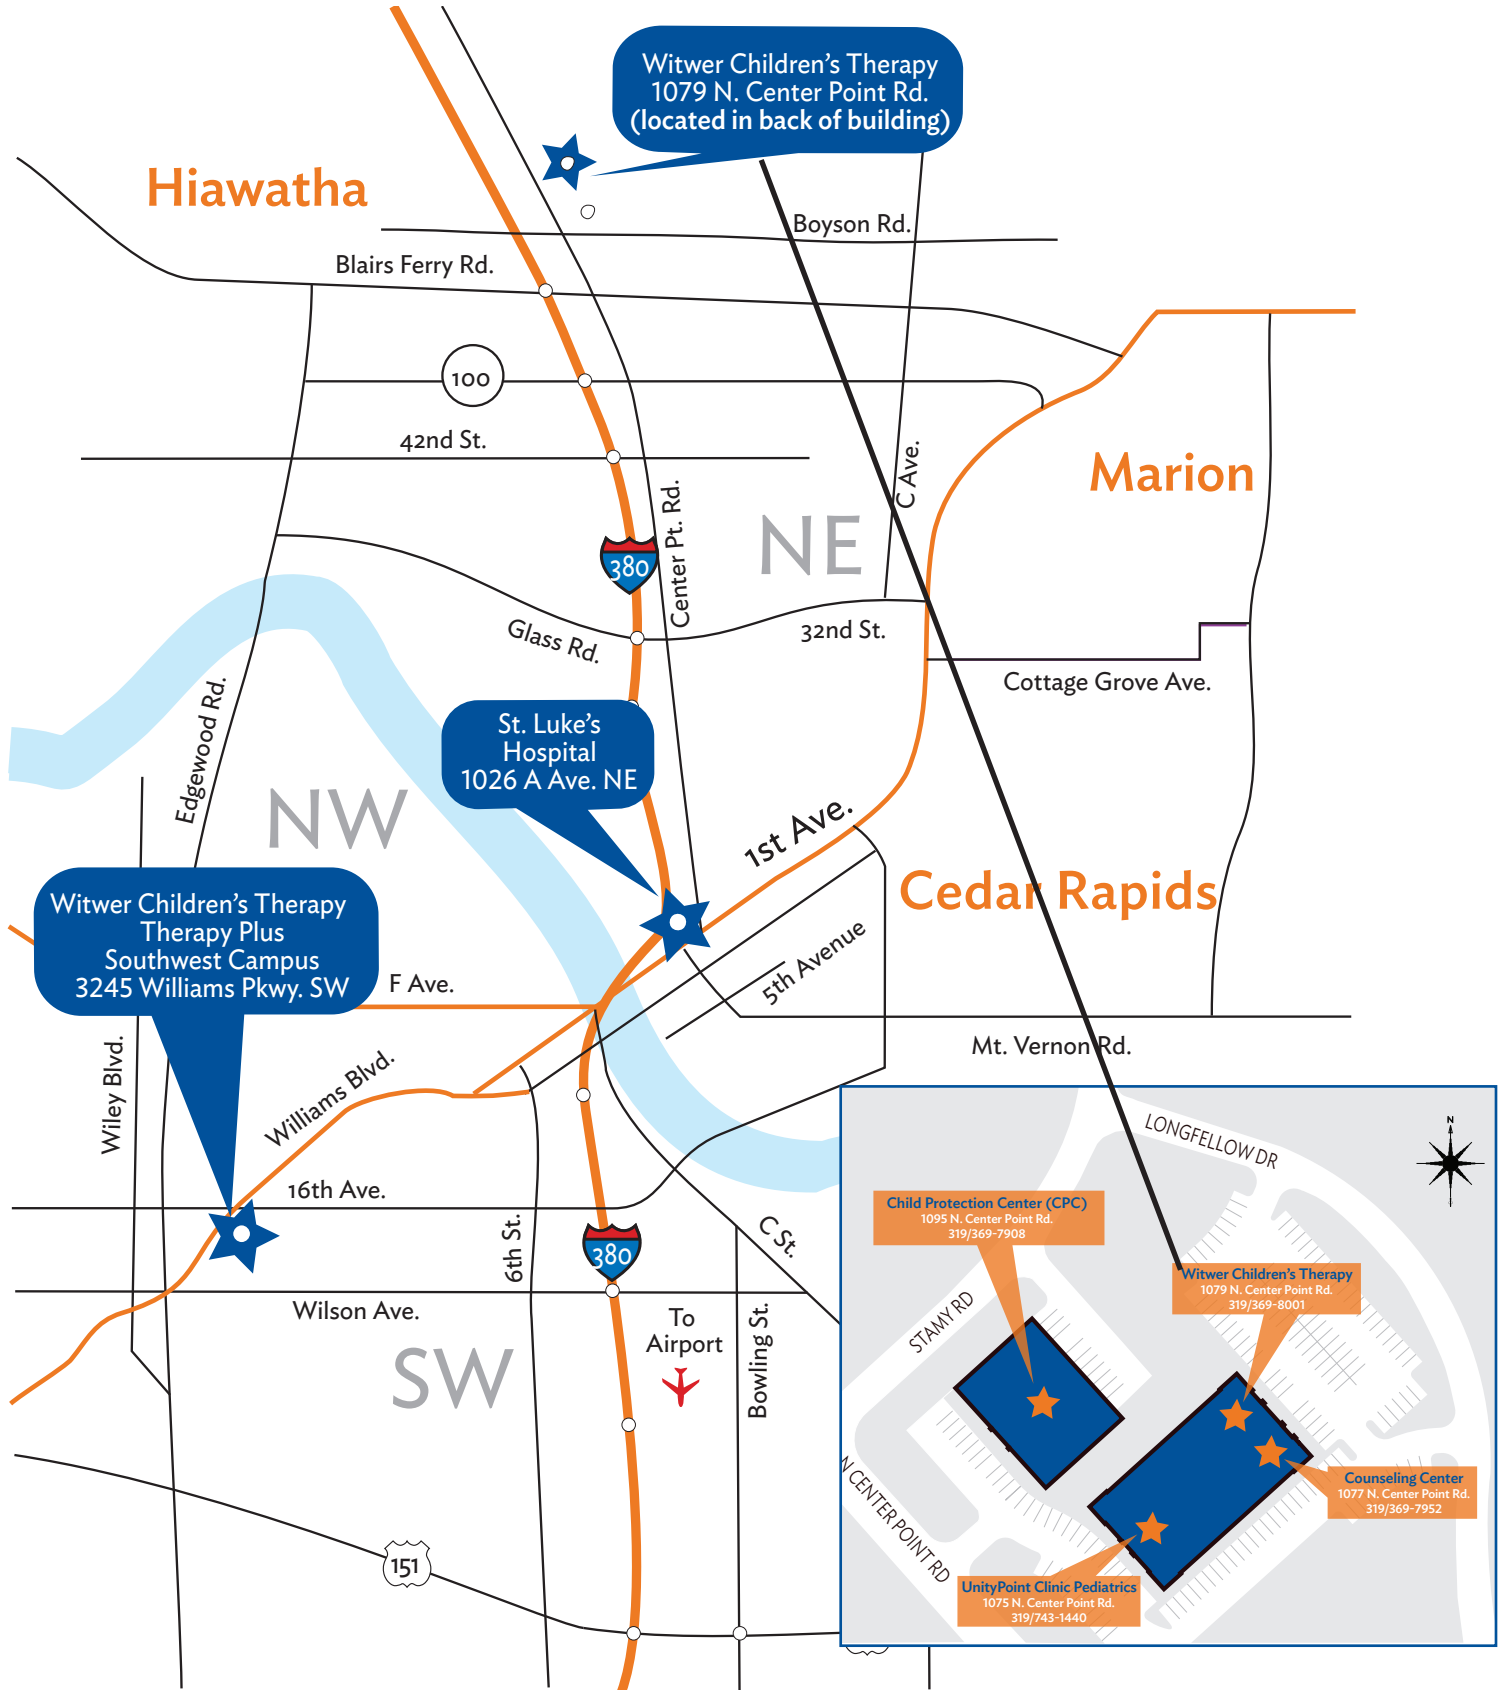 Witwer Children's Therapy
1079 N. Center Point Rd.
(located in back of building)
Hiawatha
Boyson Rd.
Blairs Ferry Rd.
100
42nd St.
C Ave.
Marion
NE
380
Center Pt. Rd.
Glass Rd.
32nd St.
Cottage Grove Ave.
Edgewood Rd.
St. Luke's
Hospital
1026 A Ave. NE
NW
1st Ave.
Cedar Rapids
Witwer Children's Therapy
Therapy Plus
Southwest Campus
3245 Williams Pkwy. SW
F Ave.
5th Avenue
Mt. Vernon Rd.
Wiley Blvd.
Williams Blvd.
16th Ave.
6th St.
380
C St.
Wilson Ave.
To
Airport
Bowling St.
SW
151
LONGFELLOW DR
N
Child Protection Center (CPC)
1095 N. Center Point Rd.
319/369-7908
Witwer Children's Therapy
1079 N. Center Point Rd.
319/369-8001
STAMY RD
Counseling Center
1077 N. Center Point Rd.
319/369-7952
N CENTER POINT RD
UnityPoint Clinic Pediatrics
1075 N. Center Point Rd.
319/743-1440